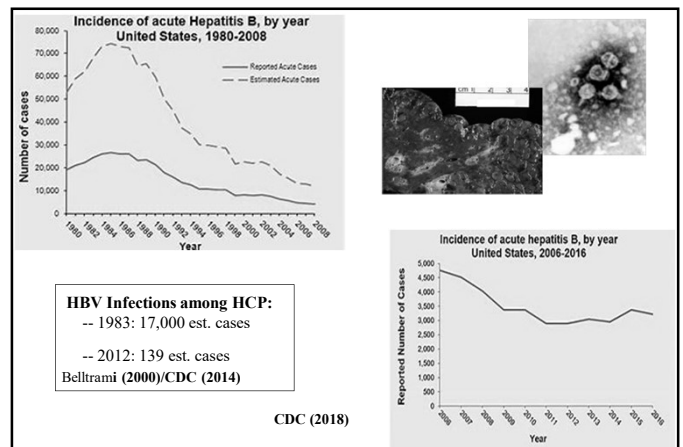 Incidence of acute Hepatitis B, by year
United States, 1980-2008
80,000
70,000
60,000
50,000
40,000
30,000
20,000
10,000
0
Number of cases
Reported Acute Cases
Estimated Acute Cases
1980
1982
1984
1986
1988
1990
1992
1994
1996
1998
2000
2002
2004
2006
2008
Year
cm
HBV Infections among HCP:
-- 1983: 17,000 est. cases
-- 2012: 139 est. cases
Belltrami (2000)/CDC (2014)
CDC (2018)
Incidence of acute hepatitis B, by year
United States, 2006-2016
5,000
4,500
4,000
3,500
3,000
2,500
2,000
1,500
1,000
500
0
Reported Number of Cases
2006
2007
2008
2009
2010
2011
2012
2013
2014
2015
2016
Year